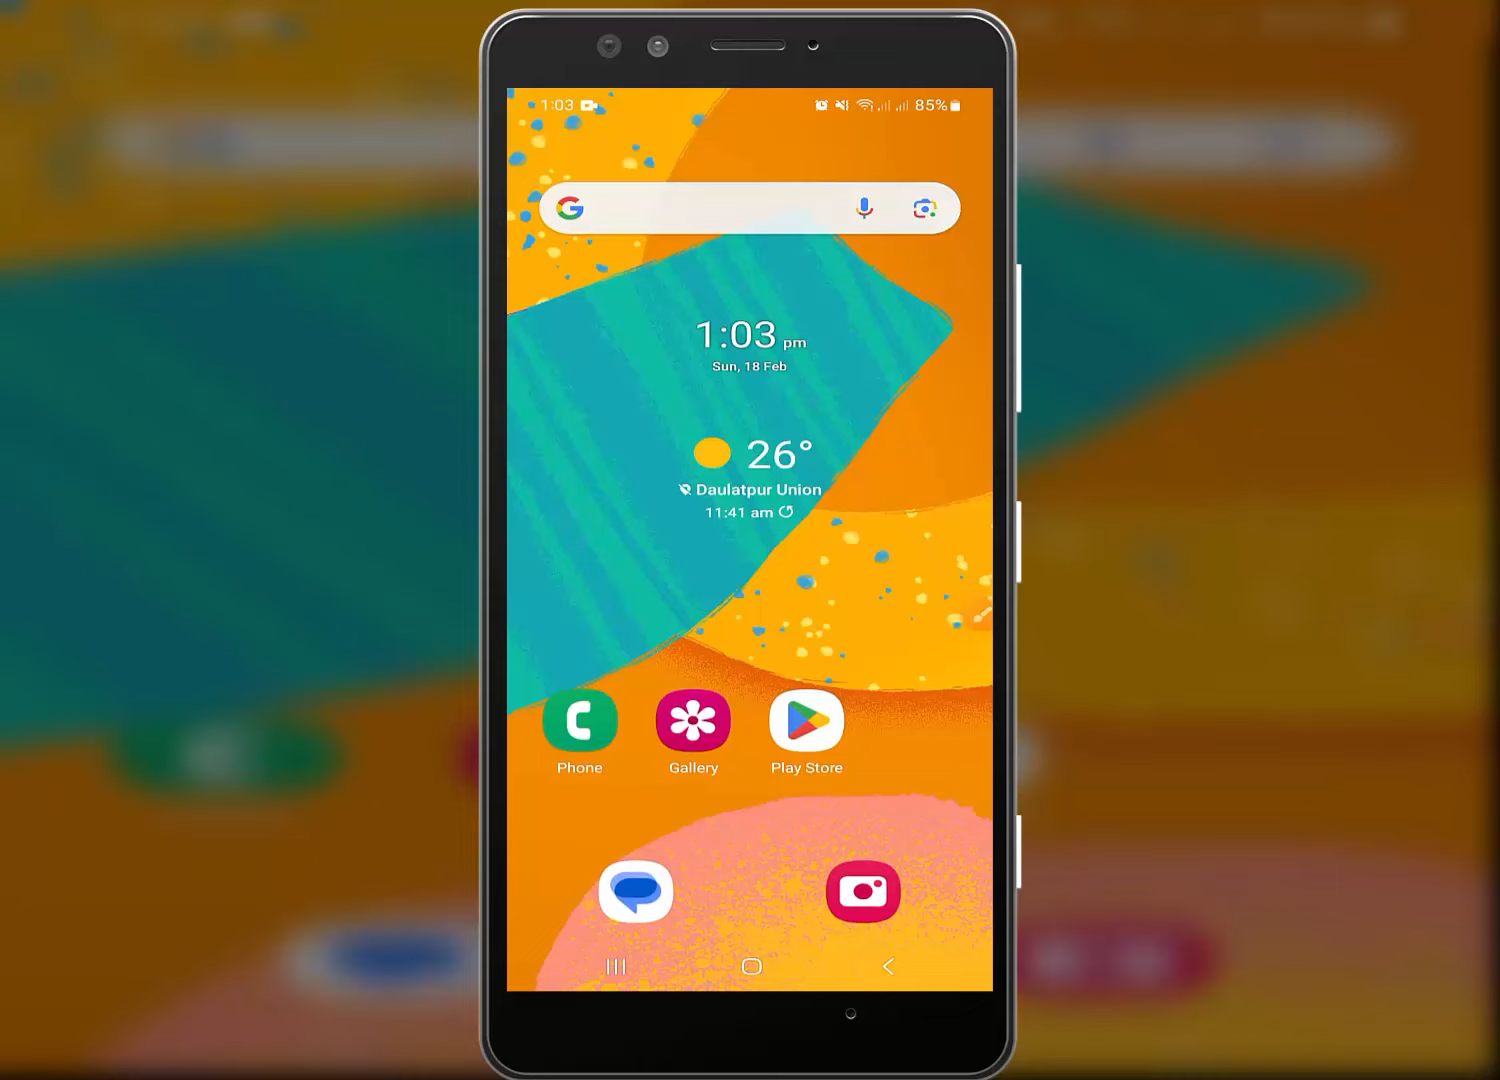 1:03
85%
1:03 pm
Sun, 18 Feb
26°
Daulatpur Union
11:41 am
Phone
Gallery
Play Store